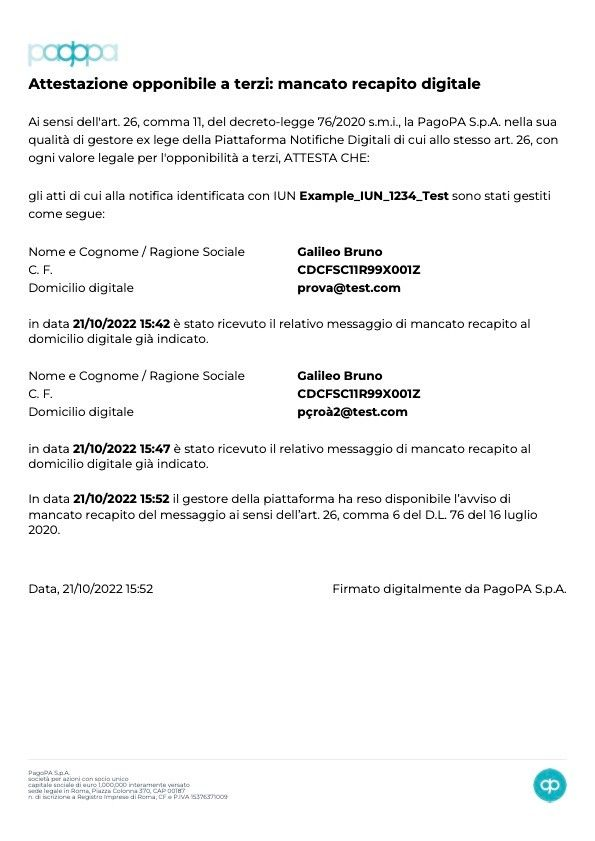 pagopa
Attestazione opponibile a terzi: mancato recapito digitale
Ai sensi dell'art. 26, comma 11, del decreto-legge 76/2020 s.m.i., la PagoPA S.p.A. nella sua
qualità di gestore ex lege della Piattaforma Notifiche Digitali di cui allo stesso art. 26, con
ogni valore legale per l'opponibilità a terzi, ATTESTA CHE:
gli atti di cui alla notifica identificata con IUN Example_IUN_1234_Test sono stati gestiti
come segue:
Nome e Cognome / Ragione Sociale Galileo Bruno
C. F. CDCFSC11R99X001Z
Domicilio digitale prova@test.com
in data 21/10/2022 15:42 è stato ricevuto il relativo messaggio di mancato recapito al
domicilio digitale già indicato.
Nome e Cognome / Ragione Sociale Galileo Bruno
C. F. CDCFSC11R99X001Z
Domicilio digitale pçroà2@test.com
in data 21/10/2022 15:47 è stato ricevuto il relativo messaggio di mancato recapito al
domicilio digitale già indicato.
In data 21/10/2022 15:52 il gestore della piattaforma ha reso disponibile l’avviso di
mancato recapito del messaggio ai sensi dell’art. 26, comma 6 del D.L. 76 del 16 luglio
2020.
Data, 21/10/2022 15:52 Firmato digitalmente da PagoPA S.p.A.
PagoPA S.p.A.
società per azioni con socio unico
capitale sociale di euro 1,000,000 interamente versato
sede legale in Roma, Piazza Colonna 370, CAP 00187
n. di iscrizione a Registro Imprese di Roma, CF e P.IVA 15376371009